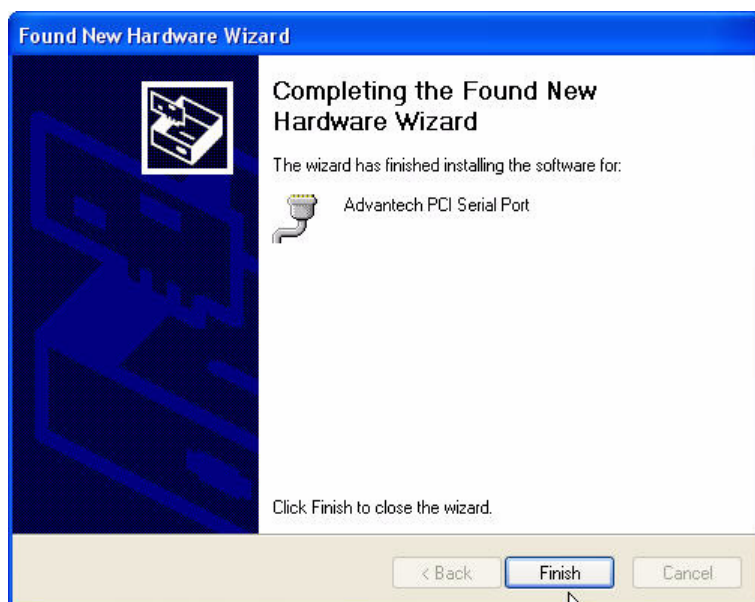 Found New Hardware Wizard
Completing the Found New
Hardware Wizard
The wizard has finished installing the software for:
Advantech PCI Serial Port
Click Finish to close the wizard.
< Back
Finish
Cancel